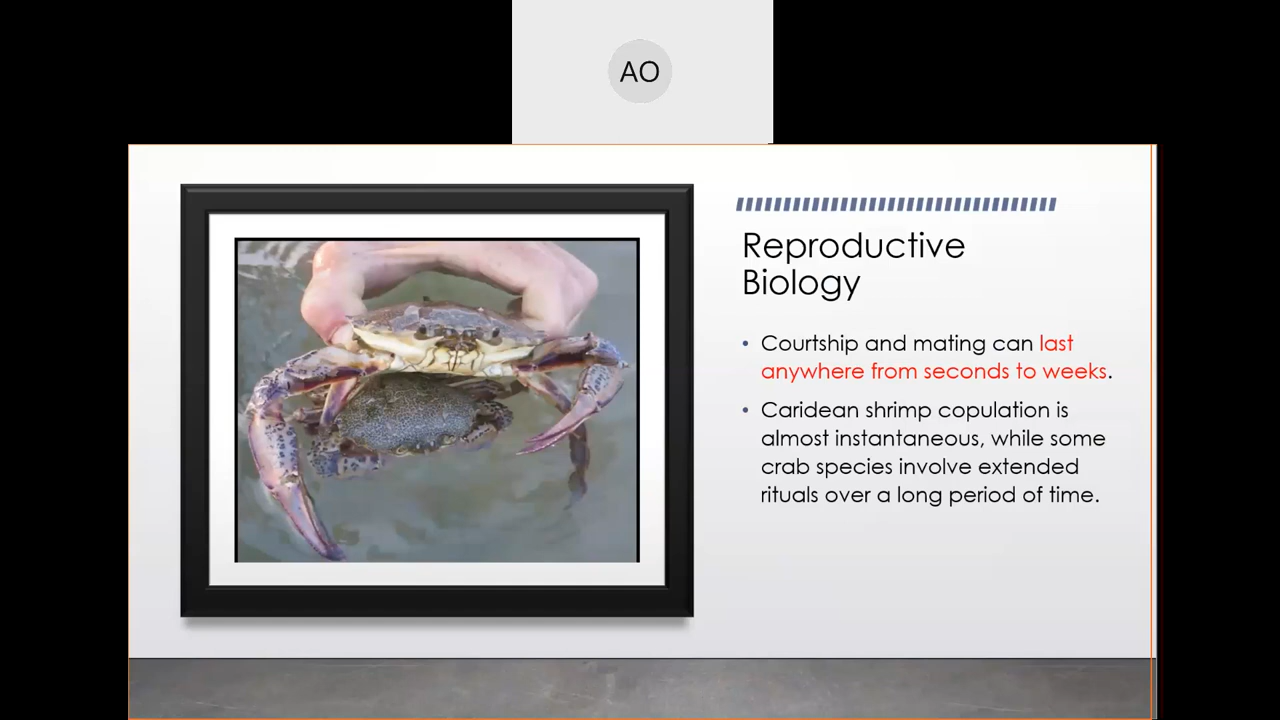 AO
Reproductive
Biology
• Courtship and mating can last
anywhere from seconds to weeks.
• Caridean shrimp copulation is
almost instantaneous, while some
crab species involve extended
rituals over a long period of time.